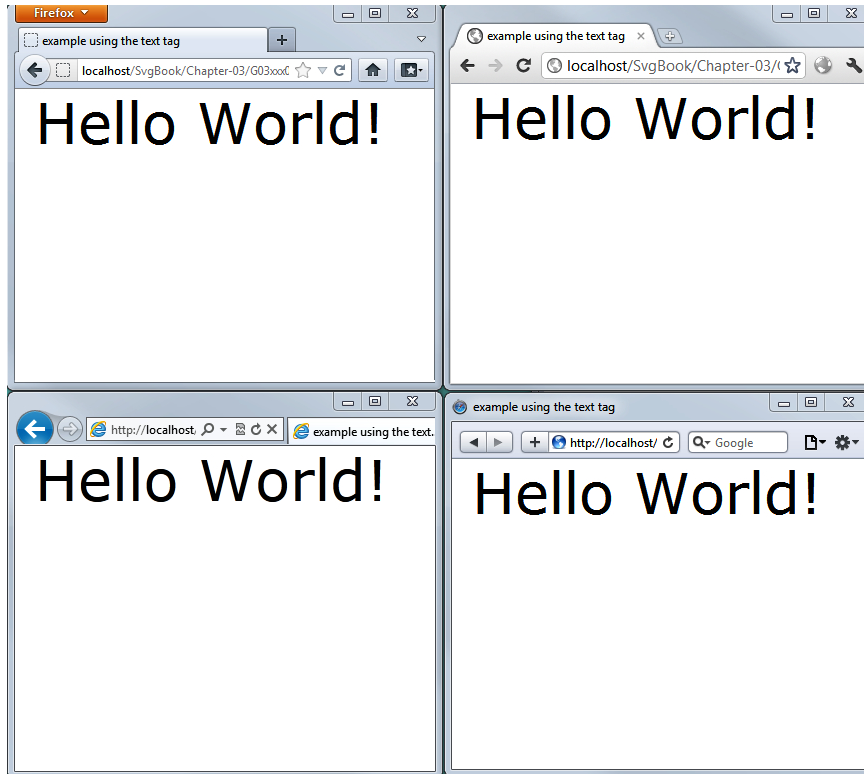 Firefox
example using the text tag
localhost/SvgBook/Chapter-03/G03xxx0
Hello World!
example using the text tag
localhost/SvgBook/Chapter-03/
Hello World!
http://localhost
example using the text.
Hello World!
example using the text tag
http://localhost/
Google
Hello World!